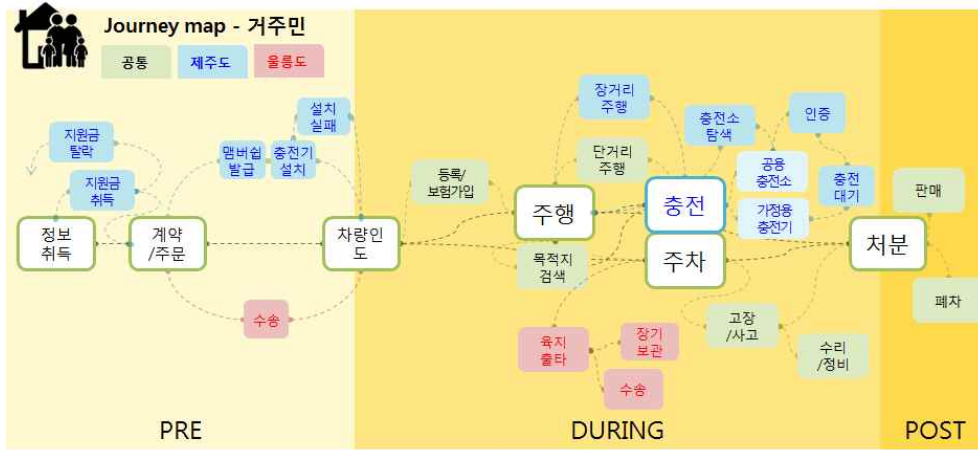 Journey map - 거주민
공통
제주도
울릉도
지원금
탈락
지원금
취득
정보
취득
계약
/주문
맴버쉽
발급
충전기
설치
설치
실패
차량인
도
수송
등록/
보험가입
장거리
주행
단거리
주행
주행
목적지
검색
충전
주차
충전소
탐색
공용
충전소
가정용
충전기
인증
충전
대기
육지
출타
장기
보관
수송
고장
/사고
수리
/정비
처분
판매
폐차
PRE
DURING
POST